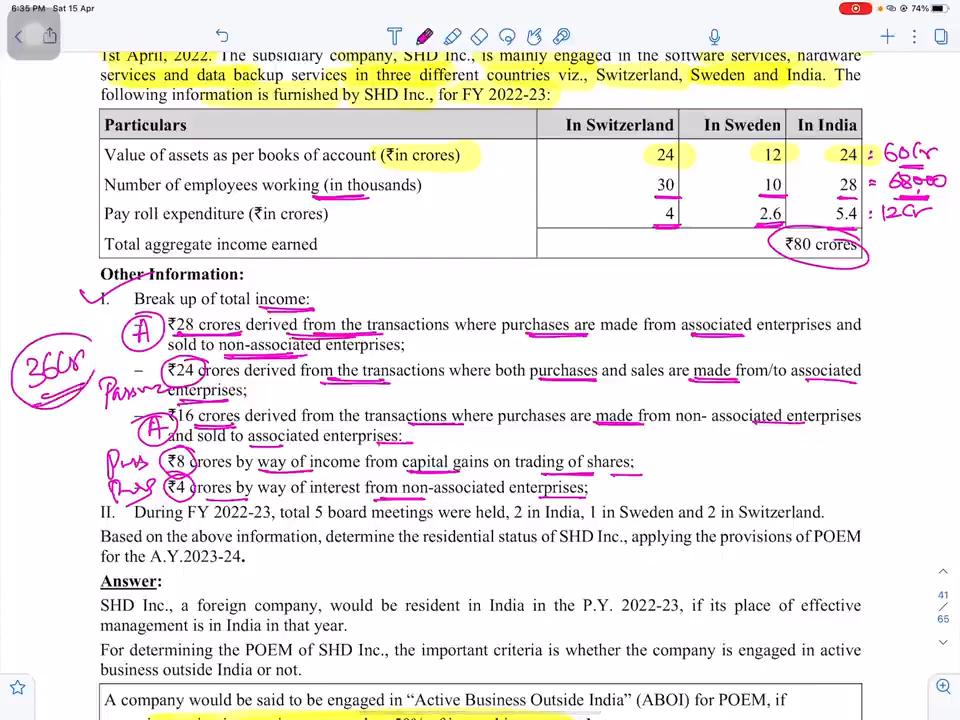 6:35 PM Sat 15 Apr
74%
1st April, 2022. The subsidiary company, SHD Inc., is mainly engaged in the software services, hardware
services and data backup services in three different countries viz., Switzerland, Sweden and India. The
following information is furnished by SHD Inc., for FY 2022-23:
Particulars In Switzerland In Sweden In India
Value of assets as per books of account (₹in crores) 24 12 24 : 60Cr
Number of employees working (in thousands) 30 10 28 = 68,000
Pay roll expenditure (₹in crores) 4 2.6 5.4 : 12Cr
Total aggregate income earned ₹80 crores
Other Information:
I. Break up of total income:
A ₹28 crores derived from the transactions where purchases are made from associated enterprises and
sold to non-associated enterprises;
36Cr
– ₹24 crores derived from the transactions where both purchases and sales are made from/to associated
enterprises;
A ₹16 crores derived from the transactions where purchases are made from non- associated enterprises
and sold to associated enterprises:
Pass ₹8 crores by way of income from capital gains on trading of shares;
₹4 crores by way of interest from non-associated enterprises;
II. During FY 2022-23, total 5 board meetings were held, 2 in India, 1 in Sweden and 2 in Switzerland.
Based on the above information, determine the residential status of SHD Inc., applying the provisions of POEM
for the A.Y.2023-24.
Answer:
SHD Inc., a foreign company, would be resident in India in the P.Y. 2022-23, if its place of effective
management is in India in that year.
For determining the POEM of SHD Inc., the important criteria is whether the company is engaged in active
business outside India or not.
A company would be said to be engaged in “Active Business Outside India” (ABOI) for POEM, if
41
/
65